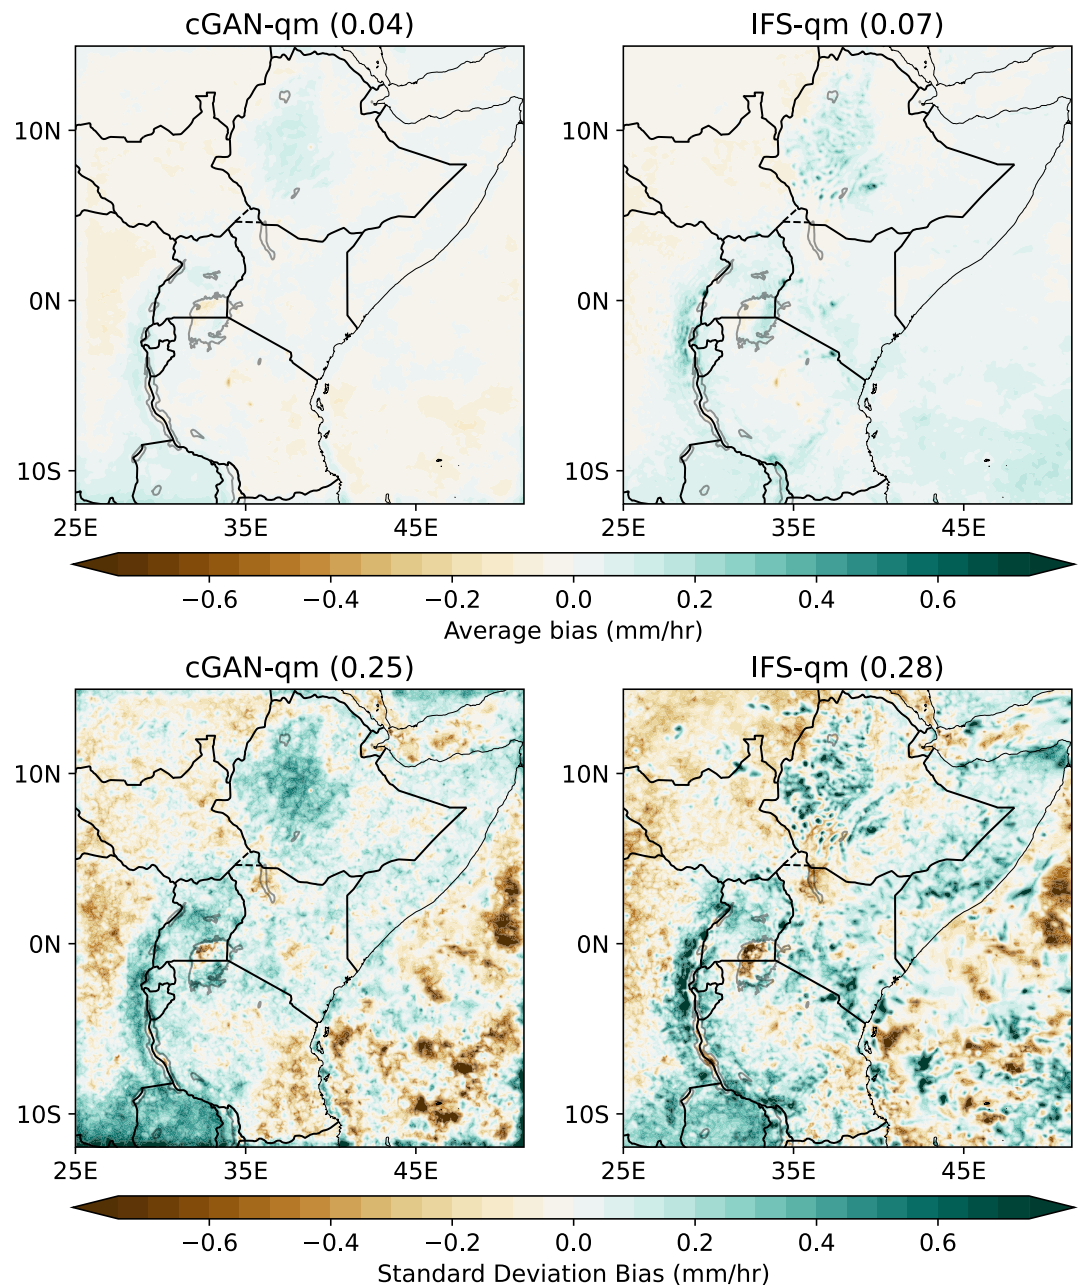 cGAN-qm (0.04) IFS-qm (0.07)
10N 10N
0N 0N
10S 10S
25E 35E 45E 25E 35E 45E
−0.6 −0.4 −0.2 0.0 0.2 0.4 0.6
Average bias (mm/hr)
cGAN-qm (0.25) IFS-qm (0.28)
10N 10N
0N 0N
10S 10S
25E 35E 45E 25E 35E 45E
−0.6 −0.4 −0.2 0.0 0.2 0.4 0.6
Standard Deviation Bias (mm/hr)